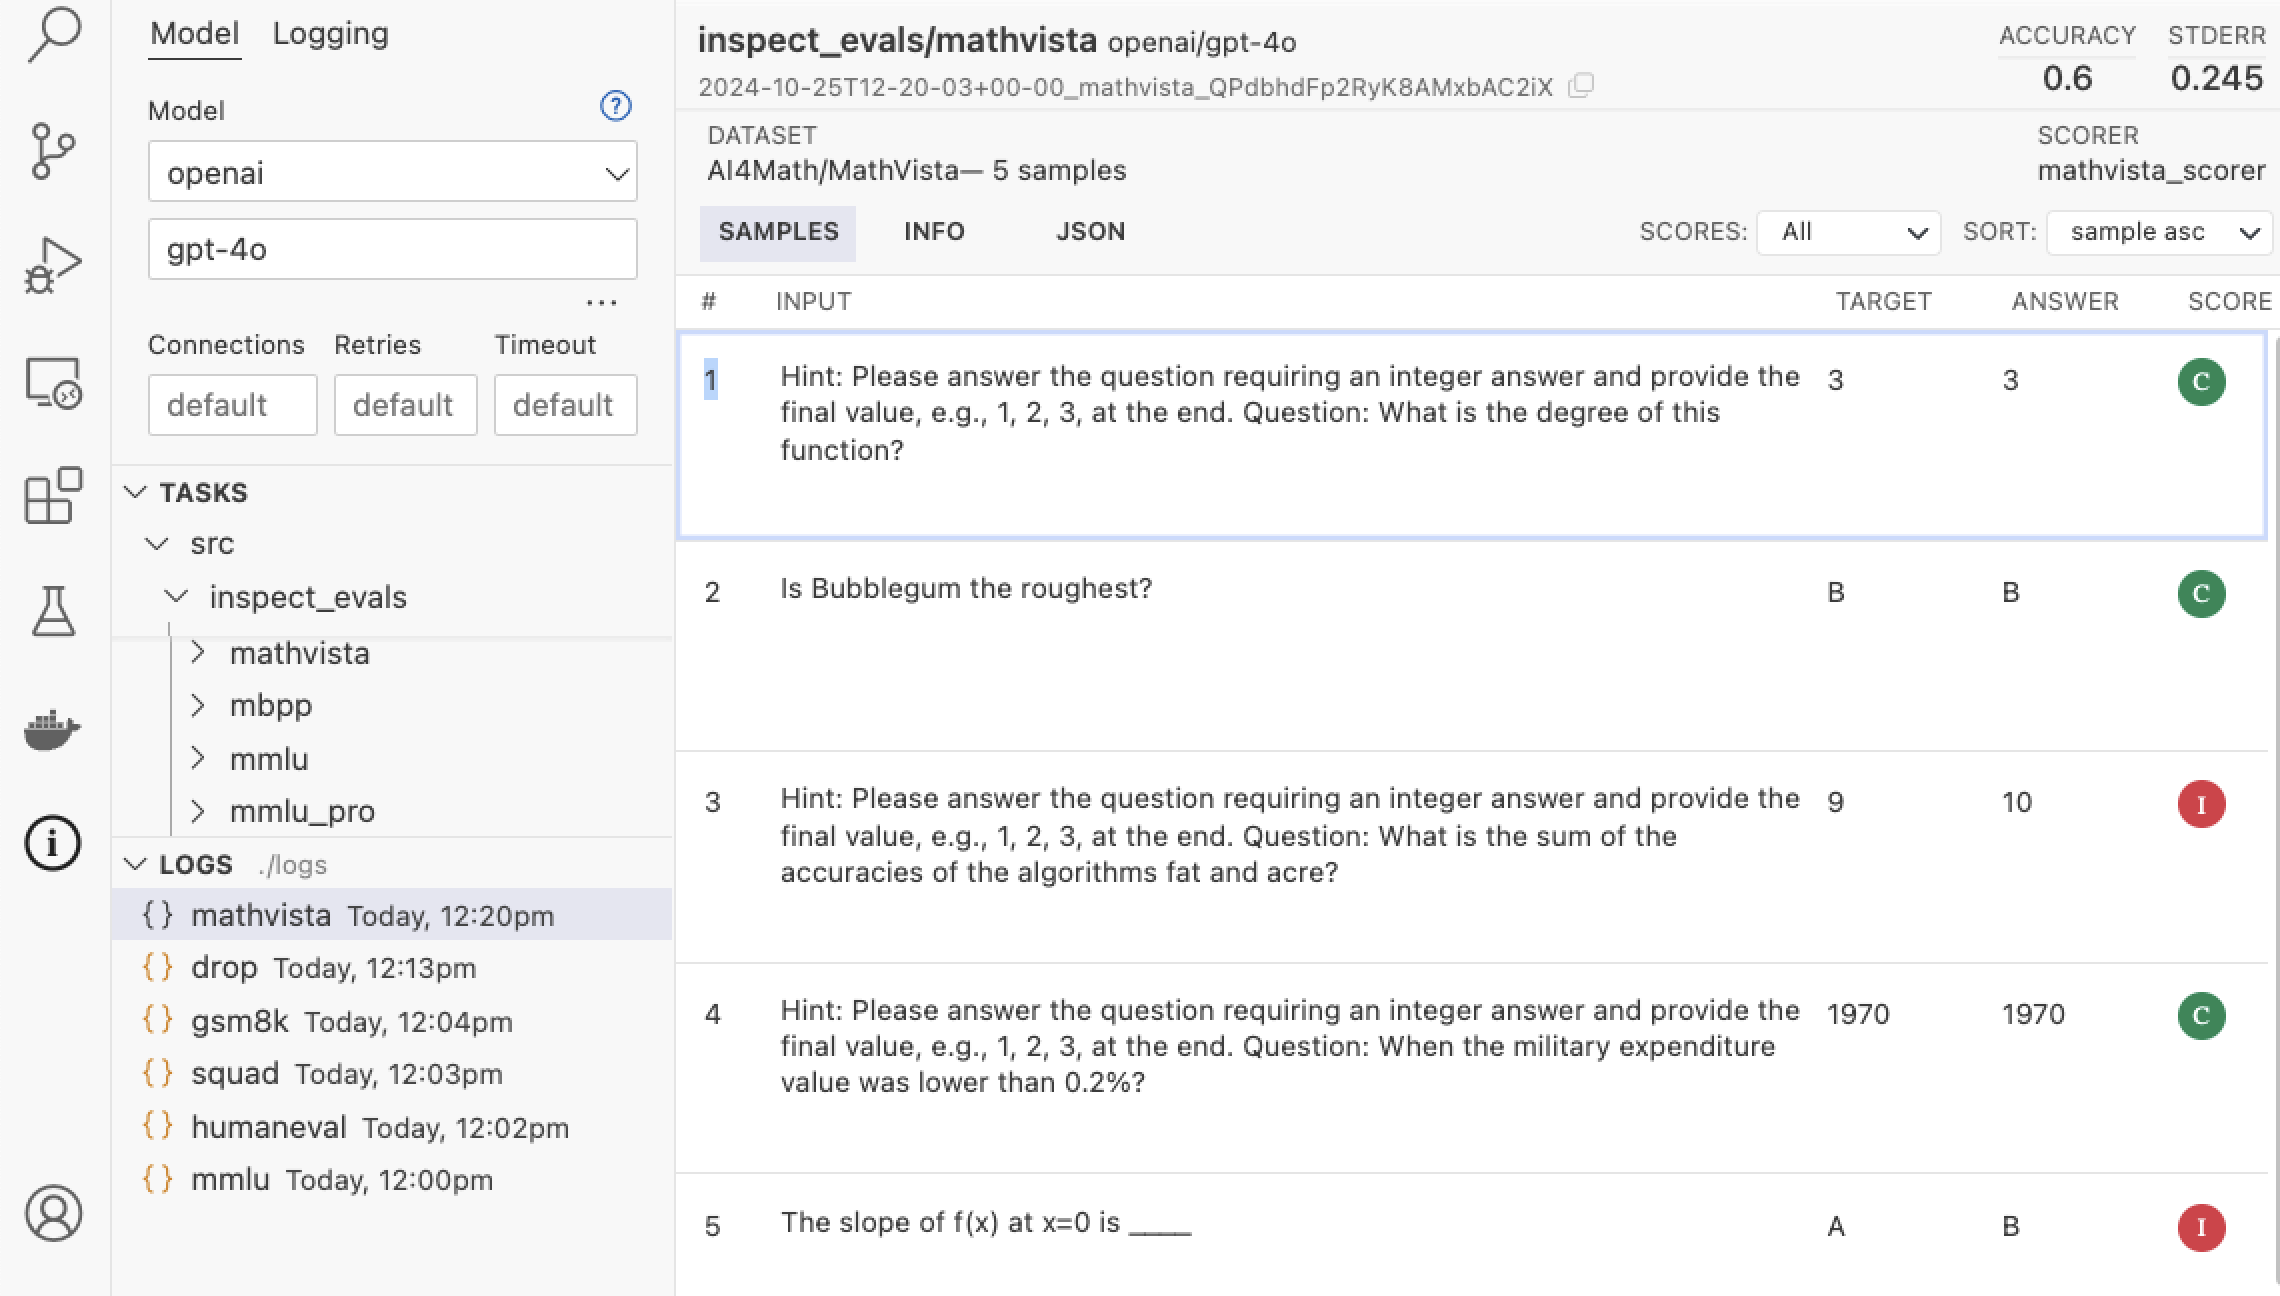 Model Logging
Model
openai
gpt-4o
...
Connections Retries Timeout
default default default
TASKS
src
inspect_evals
mathvista
mbpp
mmlu
mmlu_pro
LOGS ./logs
{} mathvista Today, 12:20pm
{} drop Today, 12:13pm
{} gsm8k Today, 12:04pm
{} squad Today, 12:03pm
{} humaneval Today, 12:02pm
{} mmlu Today, 12:00pm
inspect_evals/mathvista openai/gpt-4o
2024-10-25T12-20-03+00-00_mathvista_QPdbhdFp2RyK8AMxbAC2iX
ACCURACY STDERR
0.6 0.245
DATASET
AI4Math/MathVista— 5 samples
SCORER
mathvista_scorer
SAMPLES INFO JSON
SCORES: All SORT: sample asc
# INPUT TARGET ANSWER SCORE
1 Hint: Please answer the question requiring an integer answer and provide the 3 3 C
final value, e.g., 1, 2, 3, at the end. Question: What is the degree of this
function?
2 Is Bubblegum the roughest? B B C
3 Hint: Please answer the question requiring an integer answer and provide the 9 10 I
final value, e.g., 1, 2, 3, at the end. Question: What is the sum of the
accuracies of the algorithms fat and acre?
4 Hint: Please answer the question requiring an integer answer and provide the 1970 1970 C
final value, e.g., 1, 2, 3, at the end. Question: When the military expenditure
value was lower than 0.2%?
5 The slope of f(x) at x=0 is ____ A B I